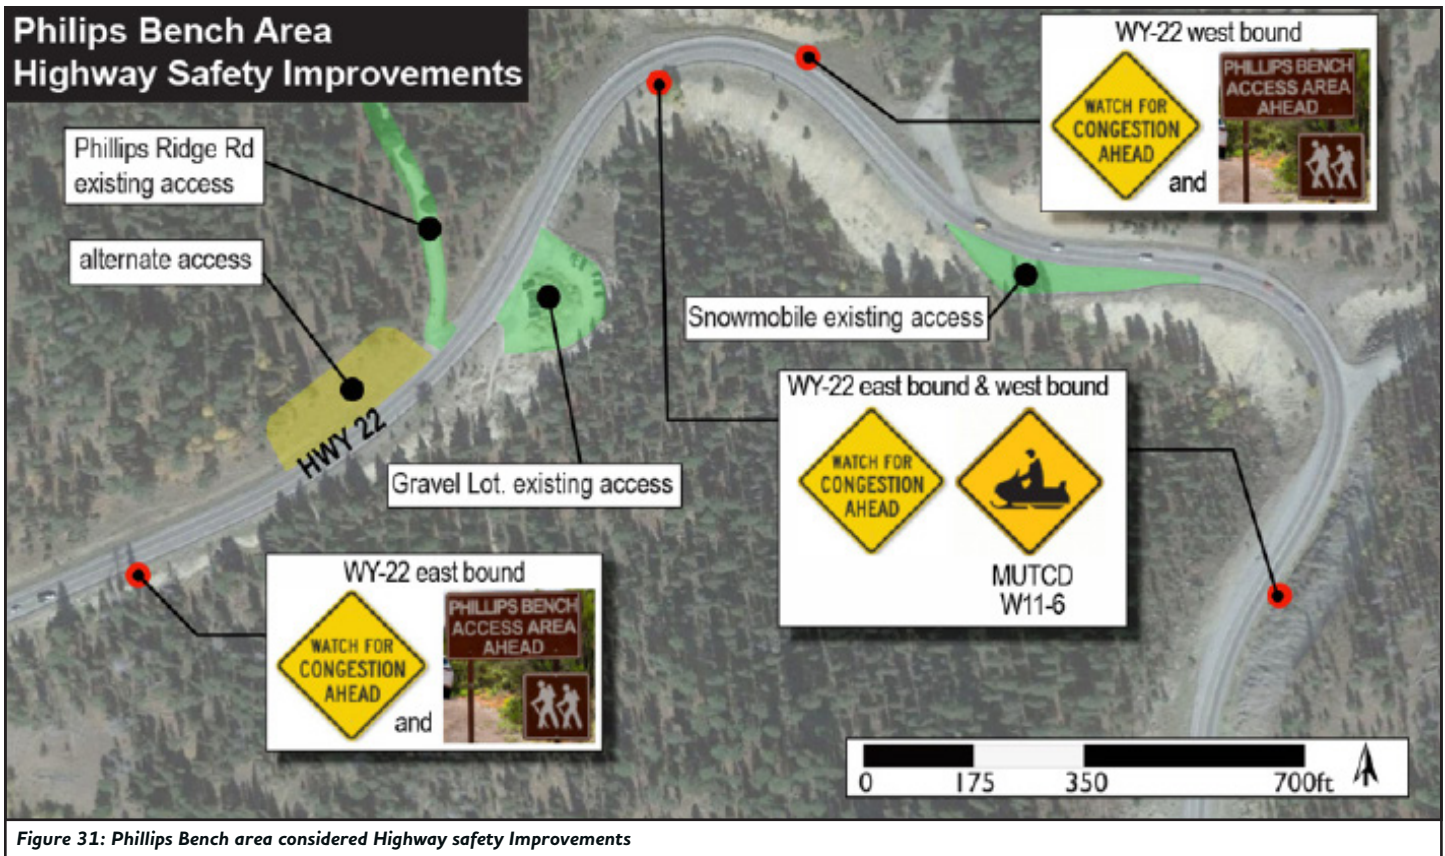 Philips Bench Area
Highway Safety Improvements
WY-22 west bound
WATCH FOR
CONGESTION
AHEAD
and
PHILLIPS BENCH
ACCESS AREA
AHEAD
Phillips Ridge Rd
existing access
alternate access
Snowmobile existing access
HWY 22
Gravel Lot. existing access
WY-22 east bound & west bound
WATCH FOR
CONGESTION
AHEAD
MUTCD
W11-6
WY-22 east bound
WATCH FOR
CONGESTION
AHEAD
and
PHILLIPS BENCH
ACCESS AREA
AHEAD
0 175 350 700ft
Figure 31: Phillips Bench area considered Highway safety Improvements